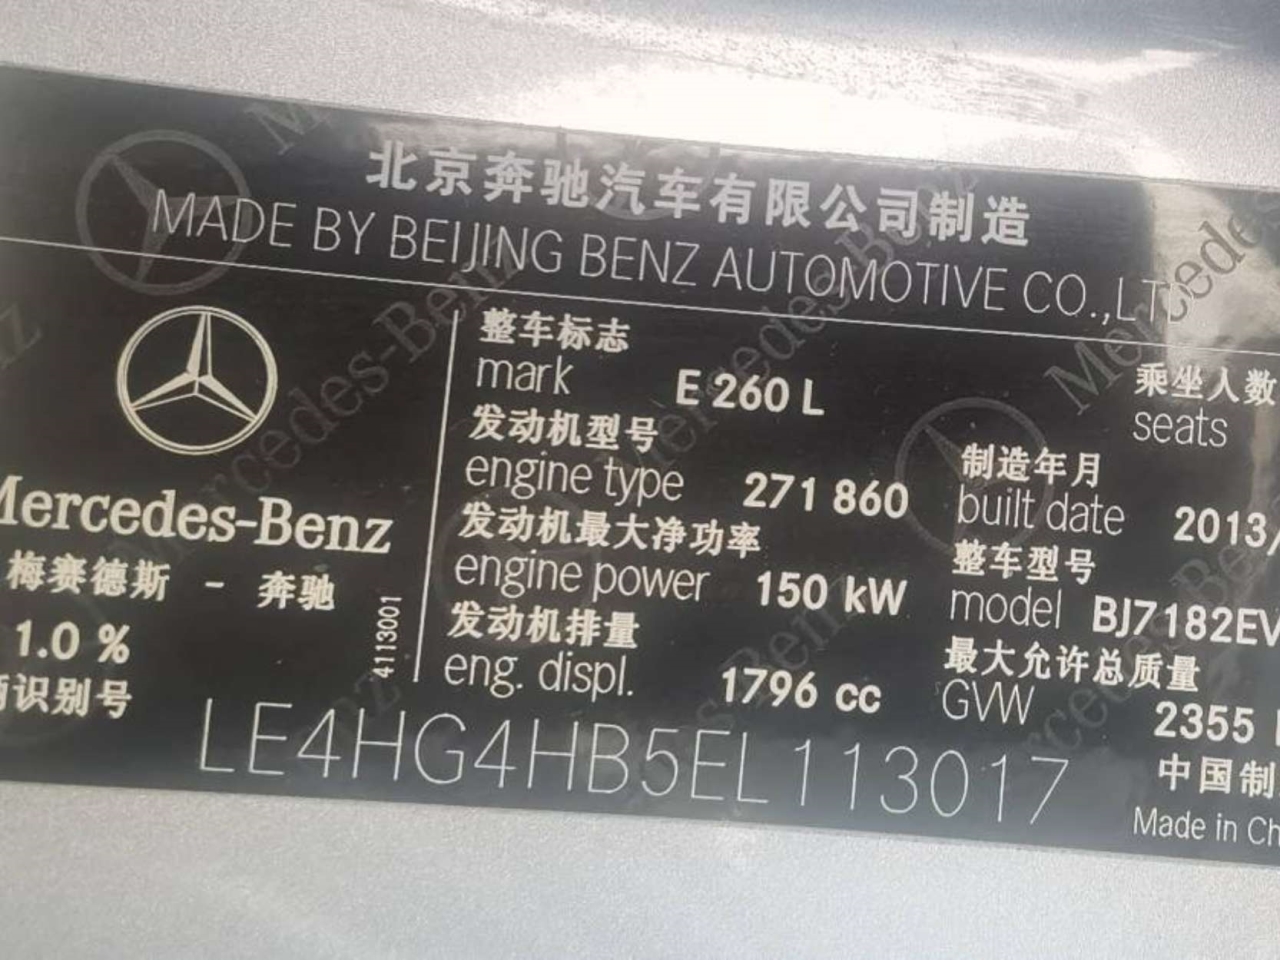 北京奔驰汽车有限公司制造
MADE BY BEIJING BENZ AUTOMOTIVE CO.,LTD
Mercedes-Benz
梅赛德斯 - 奔驰
1.0 %
辆识别号
4113001
整车标志
mark E 260 L
发动机型号
engine type 271 860
发动机最大净功率
engine power 150 kW
发动机排量
eng. displ. 1796 cc
乘坐人数
seats
制造年月
built date 2013/
整车型号
model BJ7182EV
最大允许总质量
GVW 2355
LE4HG4HB5EL113017
中国制
Made in Ch